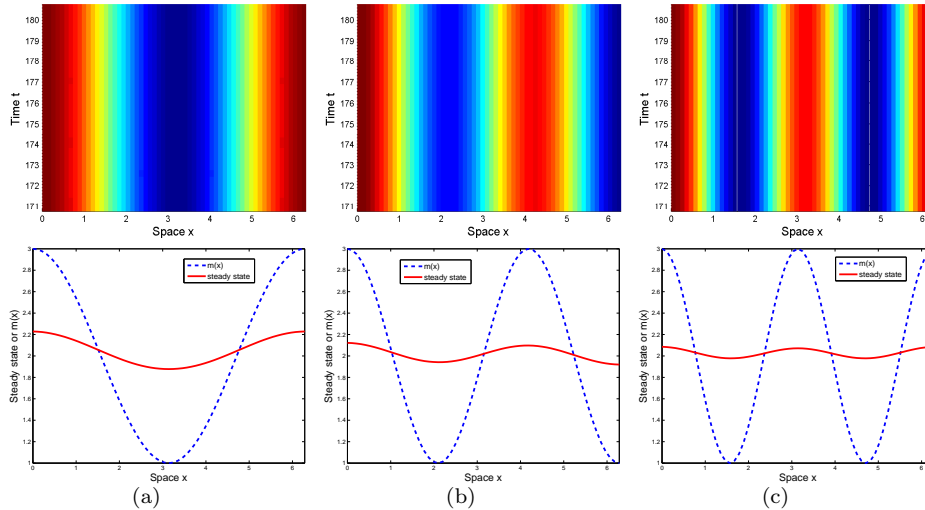 180
179
178
177
176
175
174
173
172
171
Time t
0 1 2 3 4 5 6
Space x
180
179
178
177
176
175
174
173
172
171
Time t
0 1 2 3 4 5 6
Space x
180
179
178
177
176
175
174
173
172
171
Time t
0 1 2 3 4 5 6
Space x
3
2.8
2.6
2.4
2.2
2
1.8
1.6
1.4
1.2
1
Steady state or m(x)
m(x)
steady state
0 1 2 3 4 5 6
Space x
(a)
3
2.8
2.6
2.4
2.2
2
1.8
1.6
1.4
1.2
1
Steady state or m(x)
m(x)
steady state
0 1 2 3 4 5 6
Space x
(b)
3
2.8
2.6
2.4
2.2
2
1.8
1.6
1.4
1.2
1
Steady state or m(x)
m(x)
steady state
0 1 2 3 4 5 6
Space x
(c)